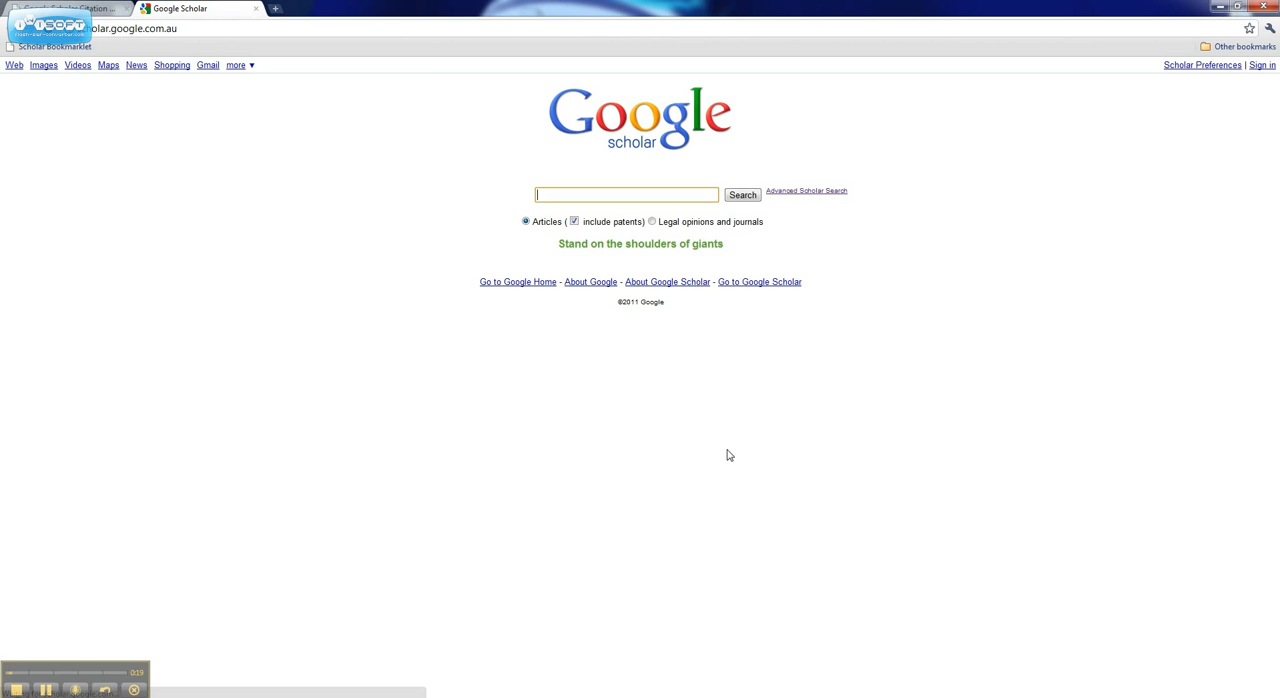 Google Scholar Citation ...
Google Scholar
scholar.google.com.au
Scholar Bookmarklet
Other bookmarks
Web Images Videos Maps News Shopping Gmail more ▼
Scholar Preferences | Sign in
Google
scholar
Search
Advanced Scholar Search
Articles ( include patents) Legal opinions and journals
Stand on the shoulders of giants
Go to Google Home - About Google - About Google Scholar - Go to Google Scholar
©2011 Google
0:19